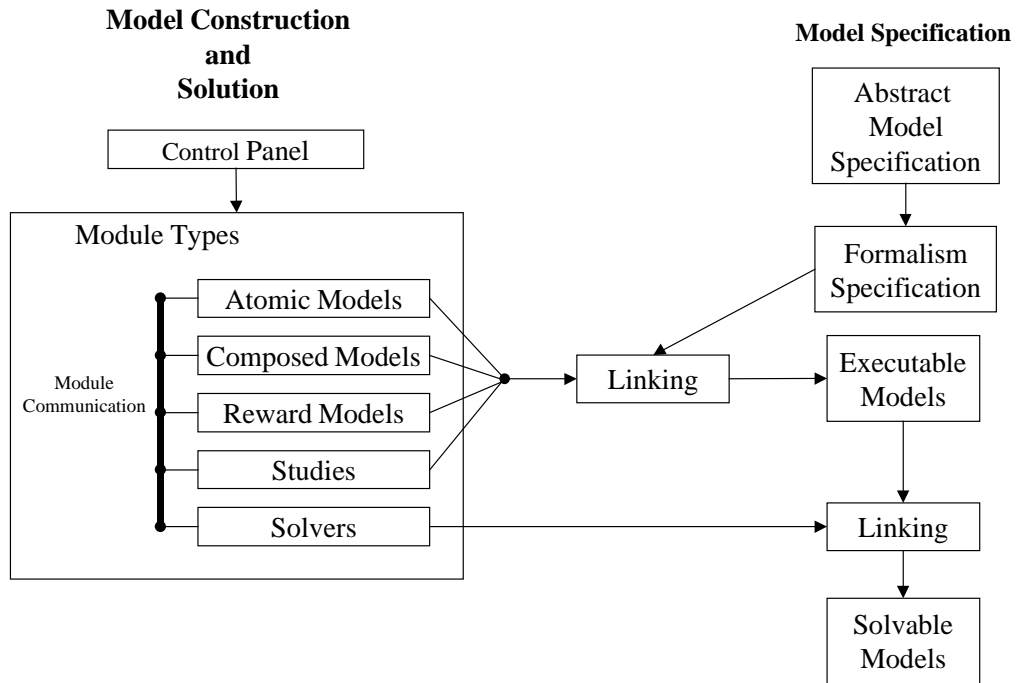 Model Construction
and
Solution
Control Panel
Module Types
Atomic Models
Composed Models
Reward Models
Studies
Solvers
Module
Communication
Linking
Model Specification
Abstract
Model
Specification
Formalism
Specification
Executable
Models
Linking
Solvable
Models